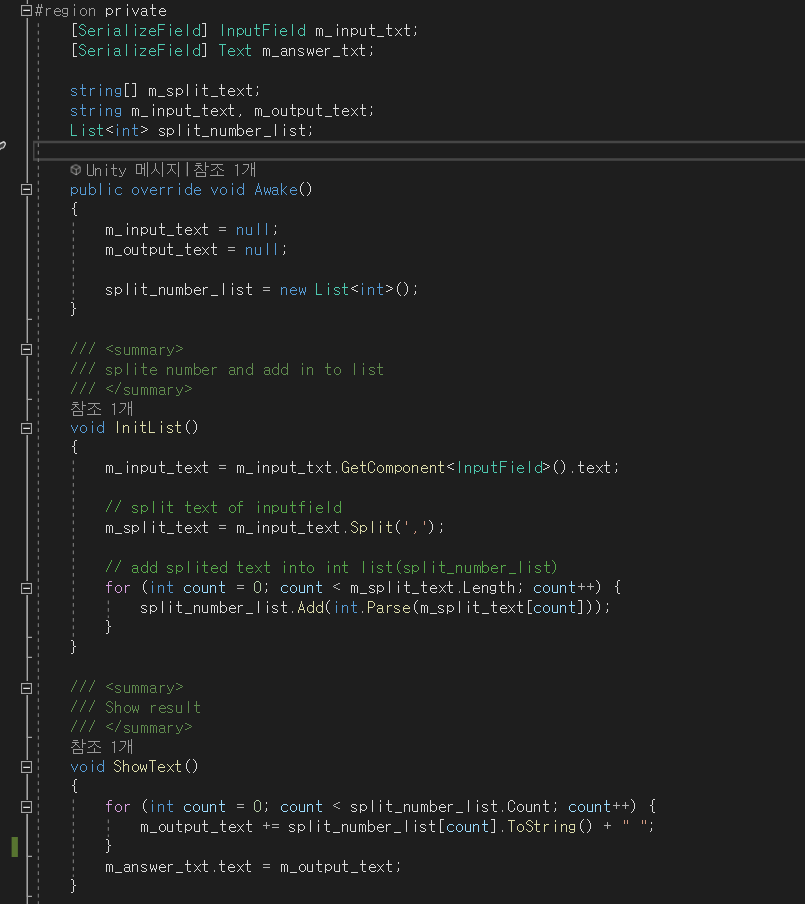 #region private
[SerializeField] InputField m_input_txt;
[SerializeField] Text m_answer_txt;
string[] m_split_text;
string m_input_text, m_output_text;
List<int> split_number_list;
Unity 메시지|참조 1개
public override void Awake()
{
m_input_text = null;
m_output_text = null;
split_number_list = new List<int>();
}
/// <summary>
/// splite number and add in to list
/// </summary>
참조 1개
void InitList()
{
m_input_text = m_input_txt.GetComponent<InputField>().text;
// split text of inputfield
m_split_text = m_input_text.Split(',');
// add splited text into int list(split_number_list)
for (int count = 0; count < m_split_text.Length; count++) {
split_number_list.Add(int.Parse(m_split_text[count]));
}
}
/// <summary>
/// Show result
/// </summary>
참조 1개
void ShowText()
{
for (int count = 0; count < split_number_list.Count; count++) {
m_output_text += split_number_list[count].ToString() + " ";
}
m_answer_txt.text = m_output_text;
}